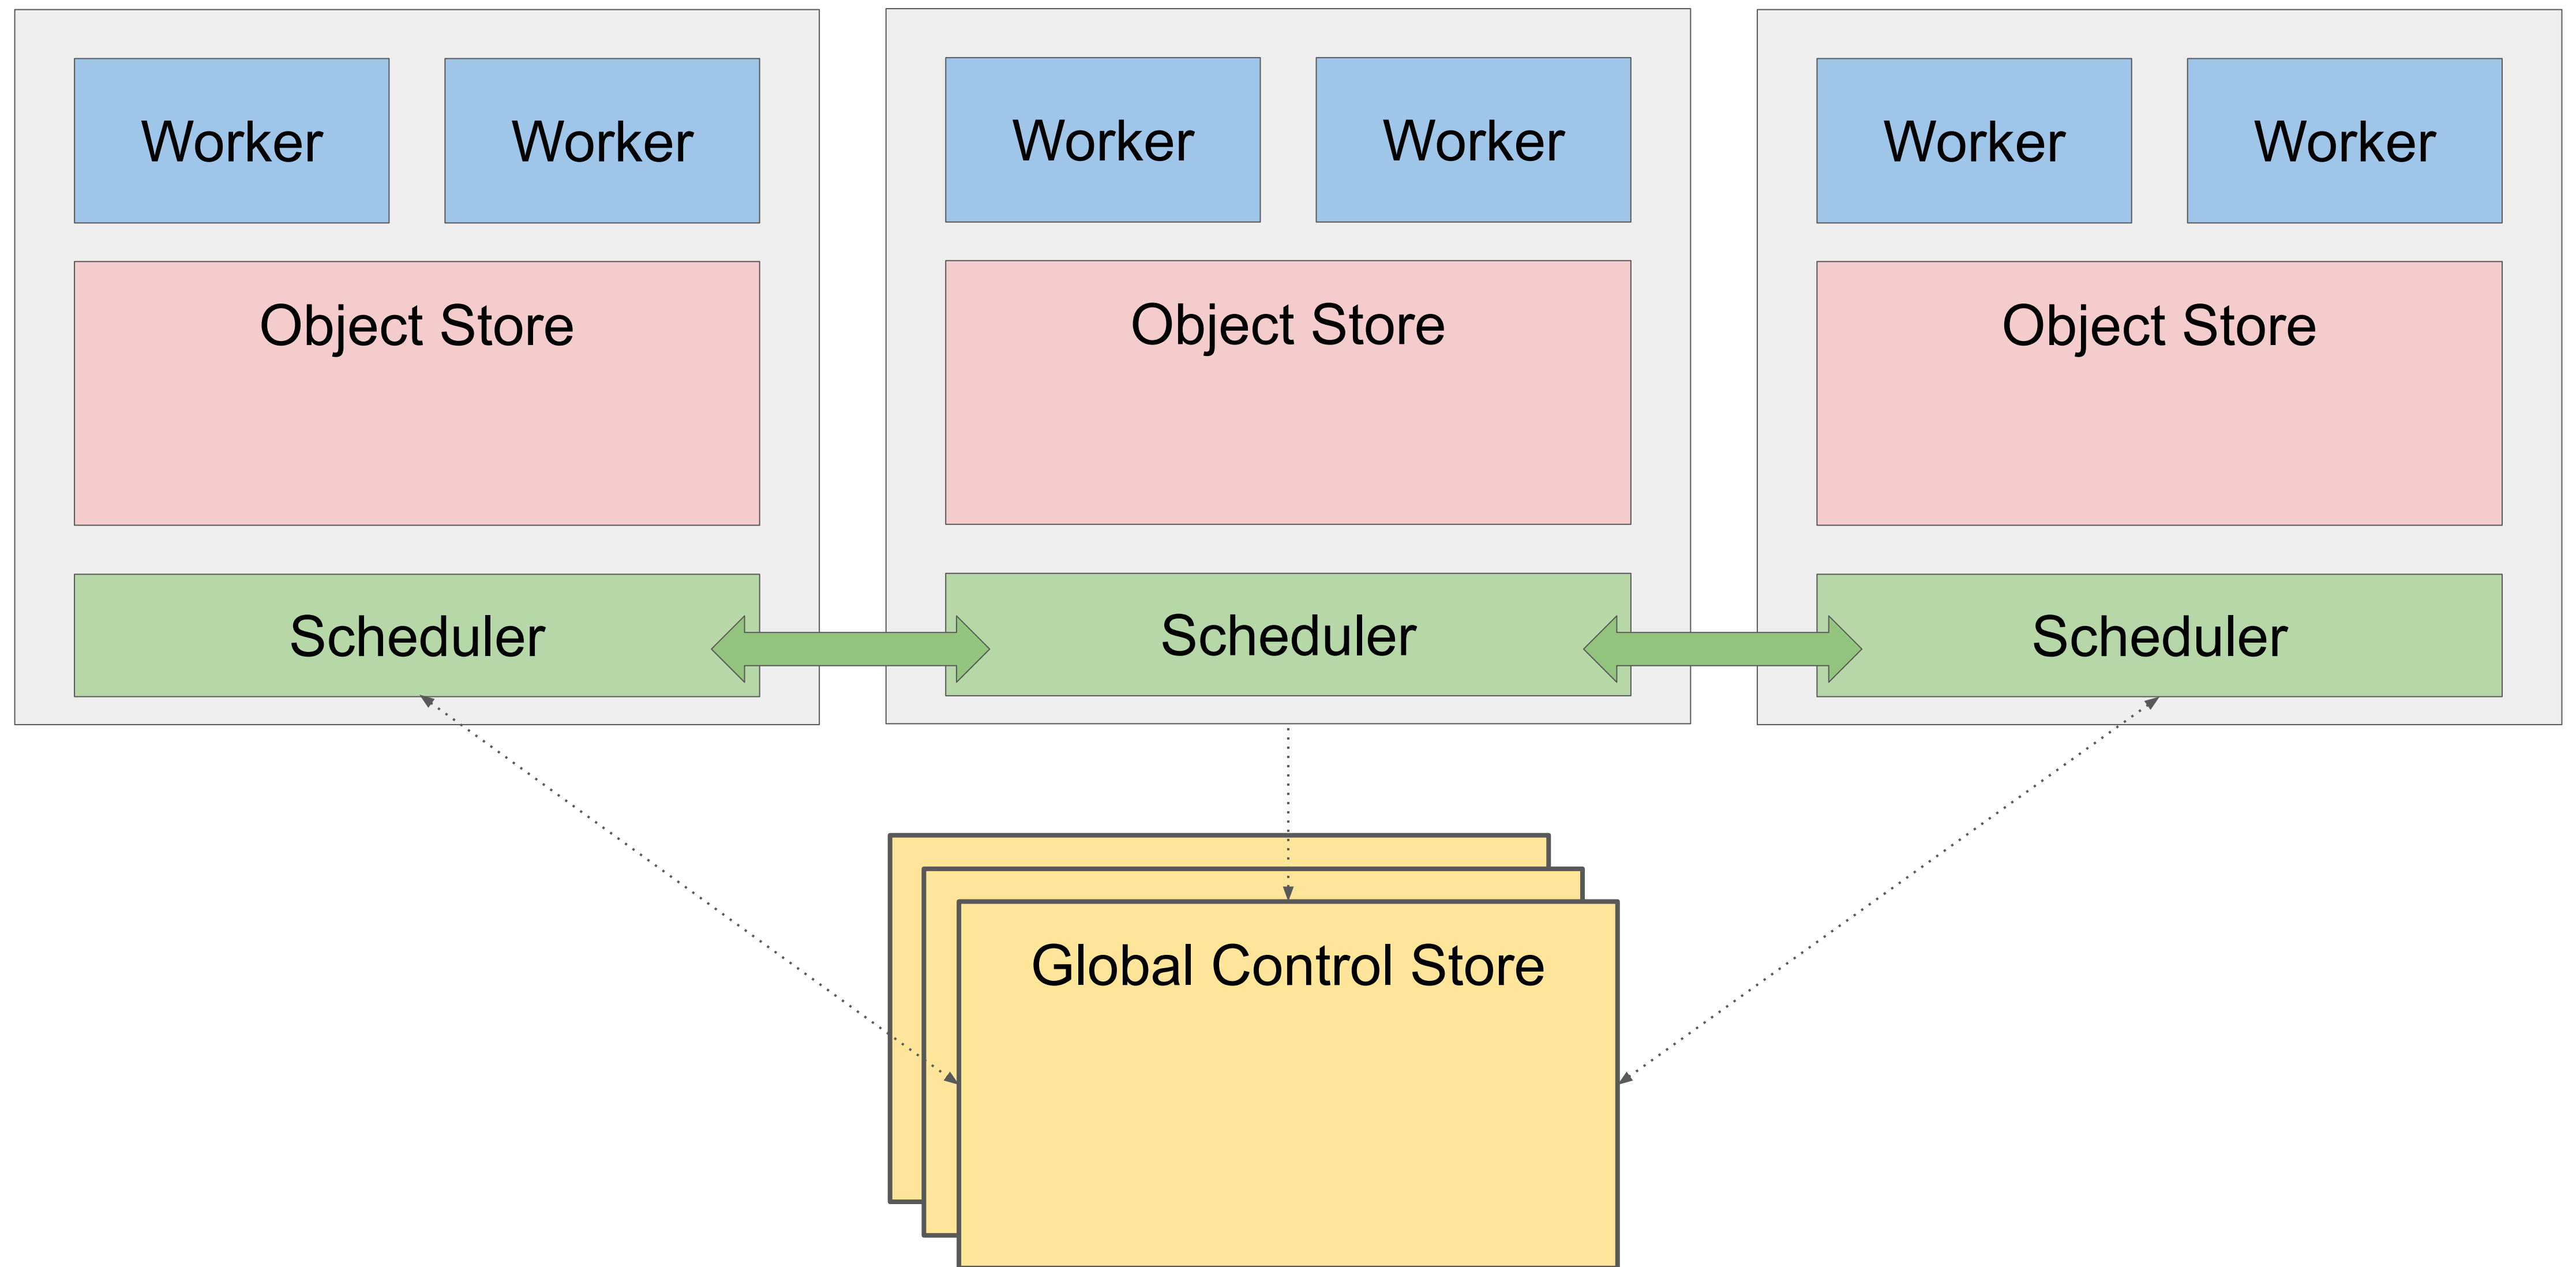 Worker
Worker
Worker
Worker
Worker
Worker
Object Store
Object Store
Object Store
Scheduler
Scheduler
Scheduler
Global Control Store